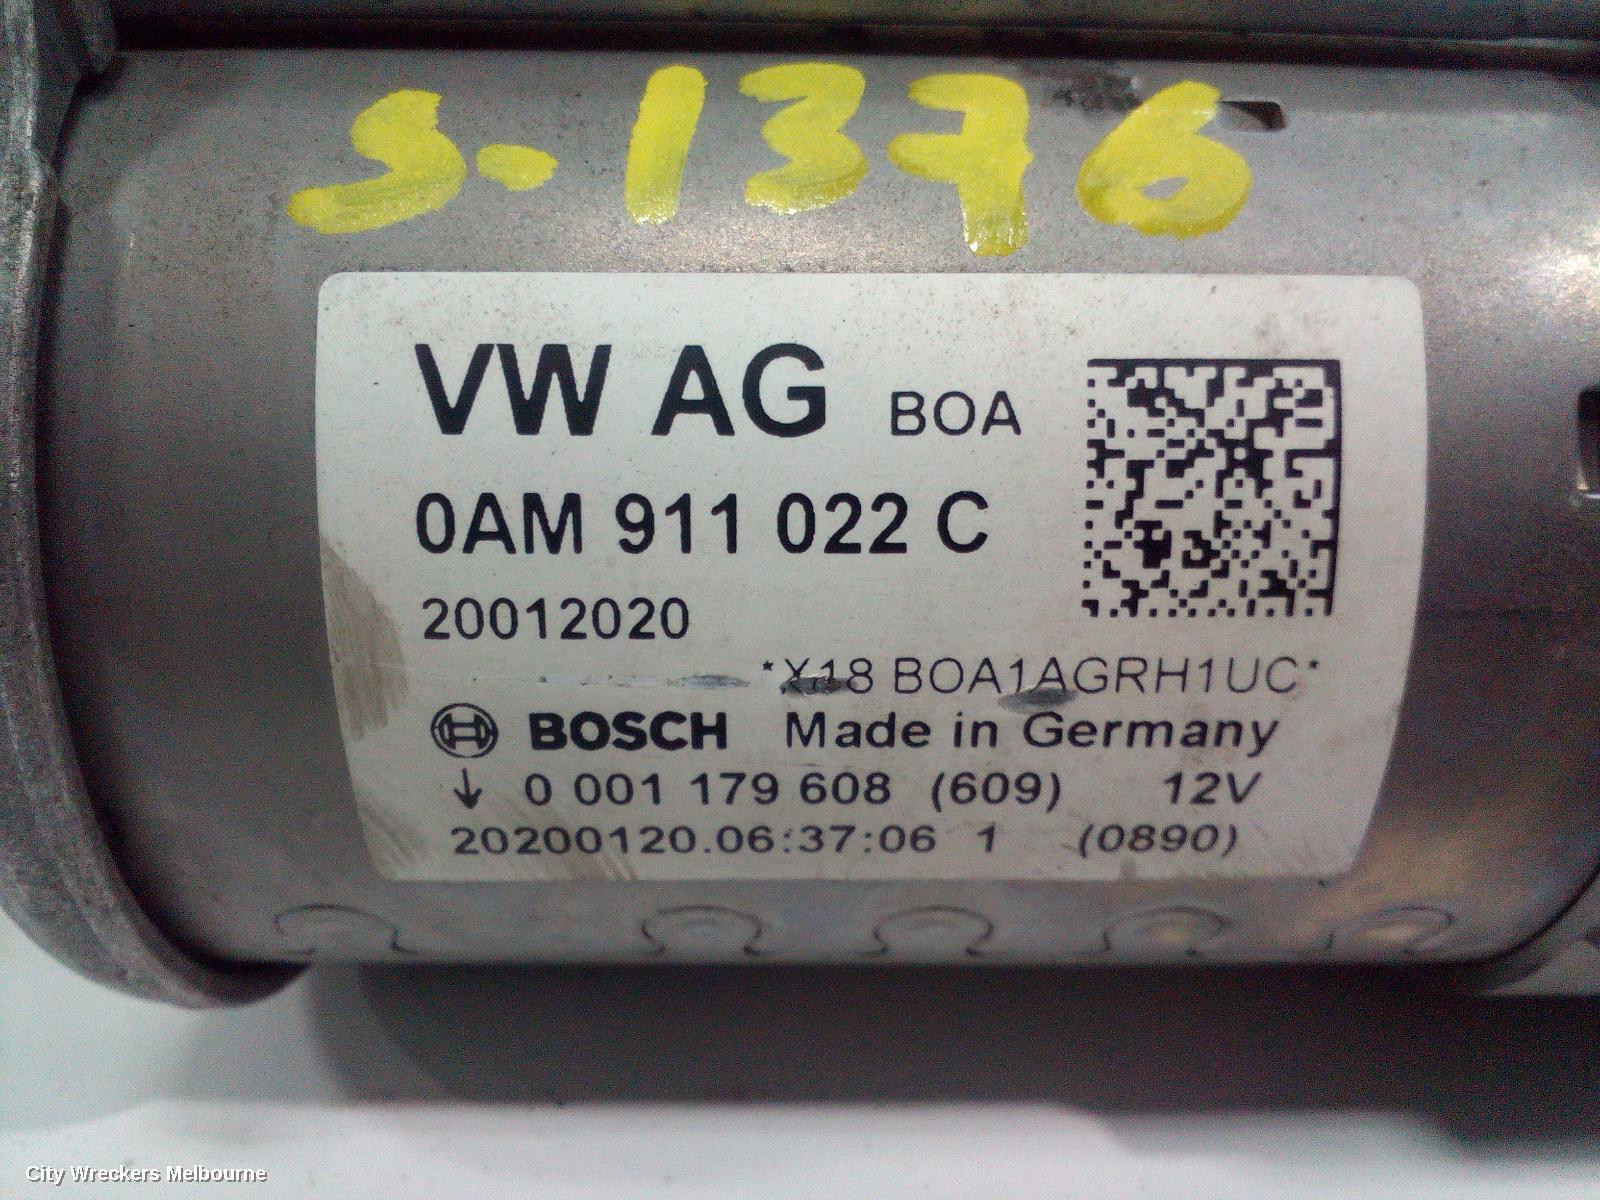 S.1376
VW AG BOA
0AM 911 022 C
20012020
*X18 BOA1AGRH1UC*
BOSCH Made in Germany
↓ 0 001 179 608 (609) 12V
20200120.06:37:06 1 (0890)
City Wreckers Melbourne